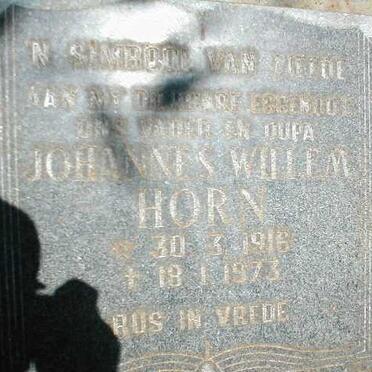 'N SIMBOOL VAN LIEFDE
AAN MY DIERBARE EGGENOOT
ONS VADER EN OUPA
JOHANNES WILLEM
HORN
30 3 1916
† 18 1 1973
RUS IN VREDE